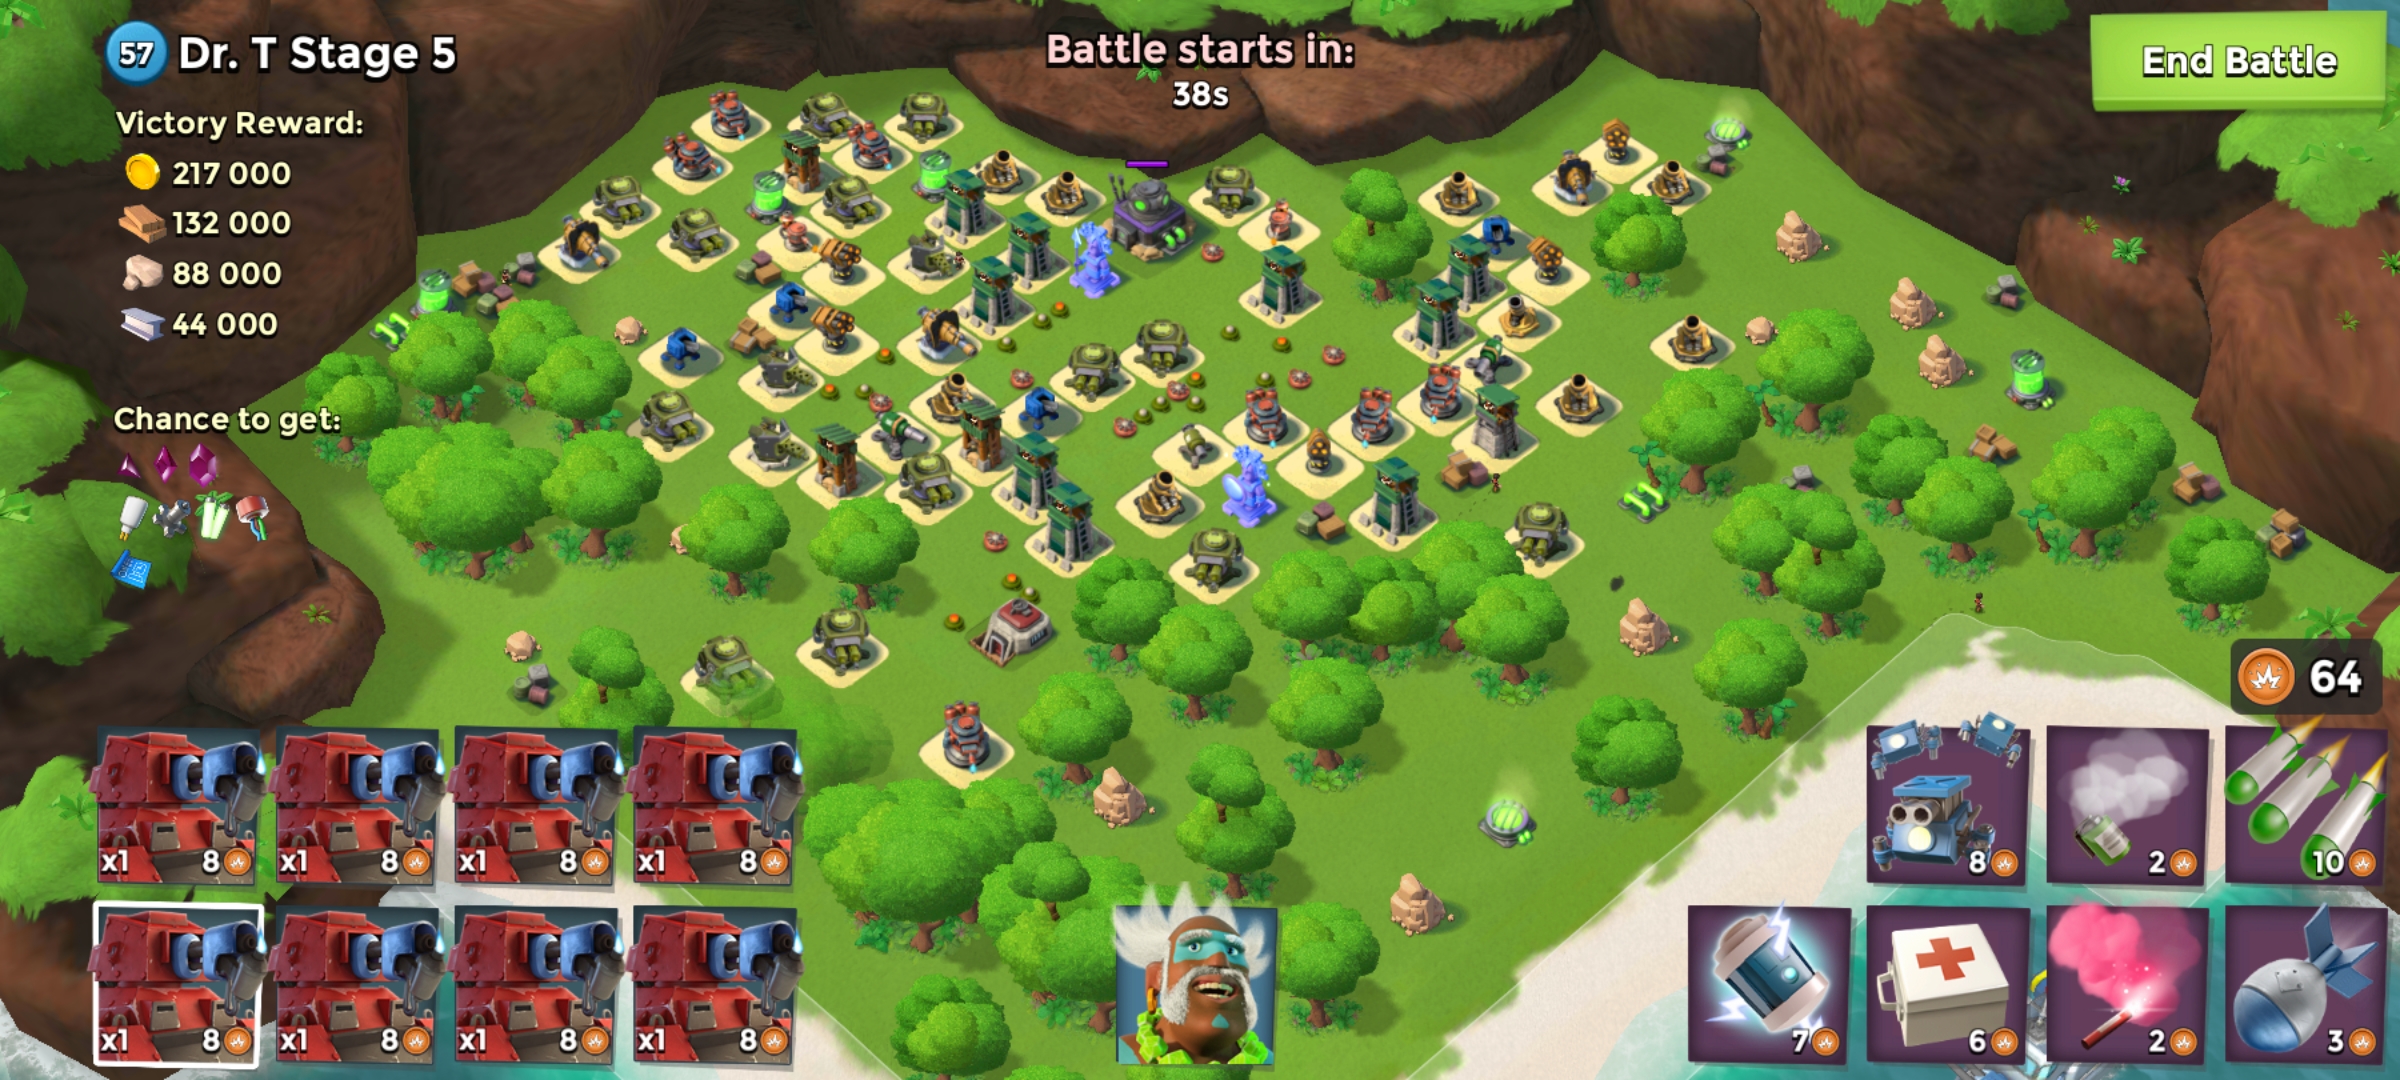 57 Dr. T Stage 5
Battle starts in:
38s
End Battle
Victory Reward:
217 000
132 000
88 000
44 000
Chance to get:
64
x1 8
x1 8
x1 8
x1 8
8
2
10
x1 8
x1 8
x1 8
x1 8
7
6
2
3